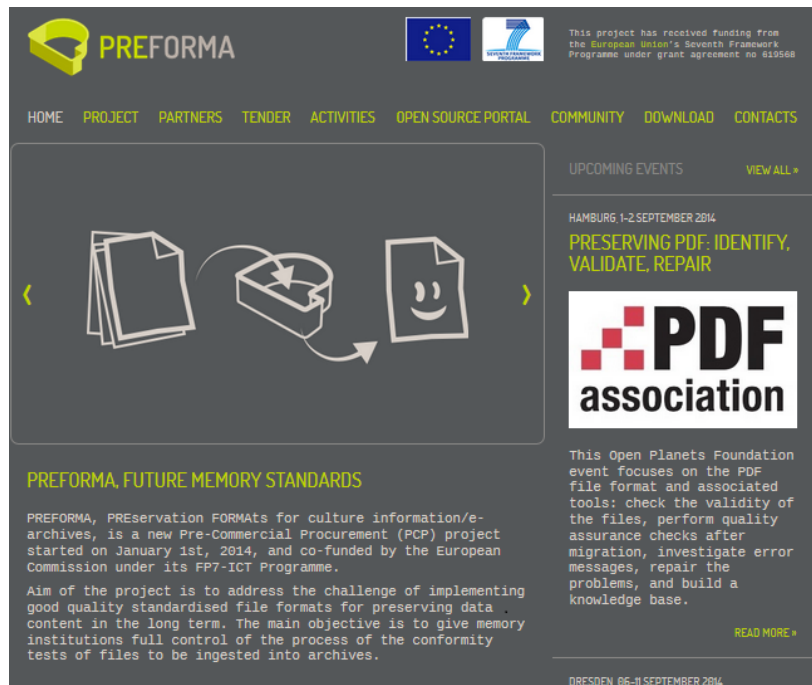 PREFORMA
SEVENTH FRAMEWORK
PROGRAMME
This project has received funding from
the European Union's Seventh Framework
Programme under grant agreement no 619568
HOME PROJECT PARTNERS TENDER ACTIVITIES OPEN SOURCE PORTAL COMMUNITY DOWNLOAD CONTACTS
PREFORMA, FUTURE MEMORY STANDARDS
PREFORMA, PREservation FORMAts for culture information/e-
archives, is a new Pre-Commercial Procurement (PCP) project
started on January 1st, 2014, and co-funded by the European
Commission under its FP7-ICT Programme.
Aim of the project is to address the challenge of implementing
good quality standardised file formats for preserving data
content in the long term. The main objective is to give memory
institutions full control of the process of the conformity
tests of files to be ingested into archives.
UPCOMING EVENTS VIEW ALL »
HAMBURG, 1-2 SEPTEMBER 2014
PRESERVING PDF: IDENTIFY,
VALIDATE, REPAIR
PDF
association
This Open Planets Foundation
event focuses on the PDF
file format and associated
tools: check the validity of
the files, perform quality
assurance checks after
migration, investigate error
messages, repair the
problems, and build a
knowledge base.
READ MORE »
DRESDEN, 06-11 SEPTEMBER 2014